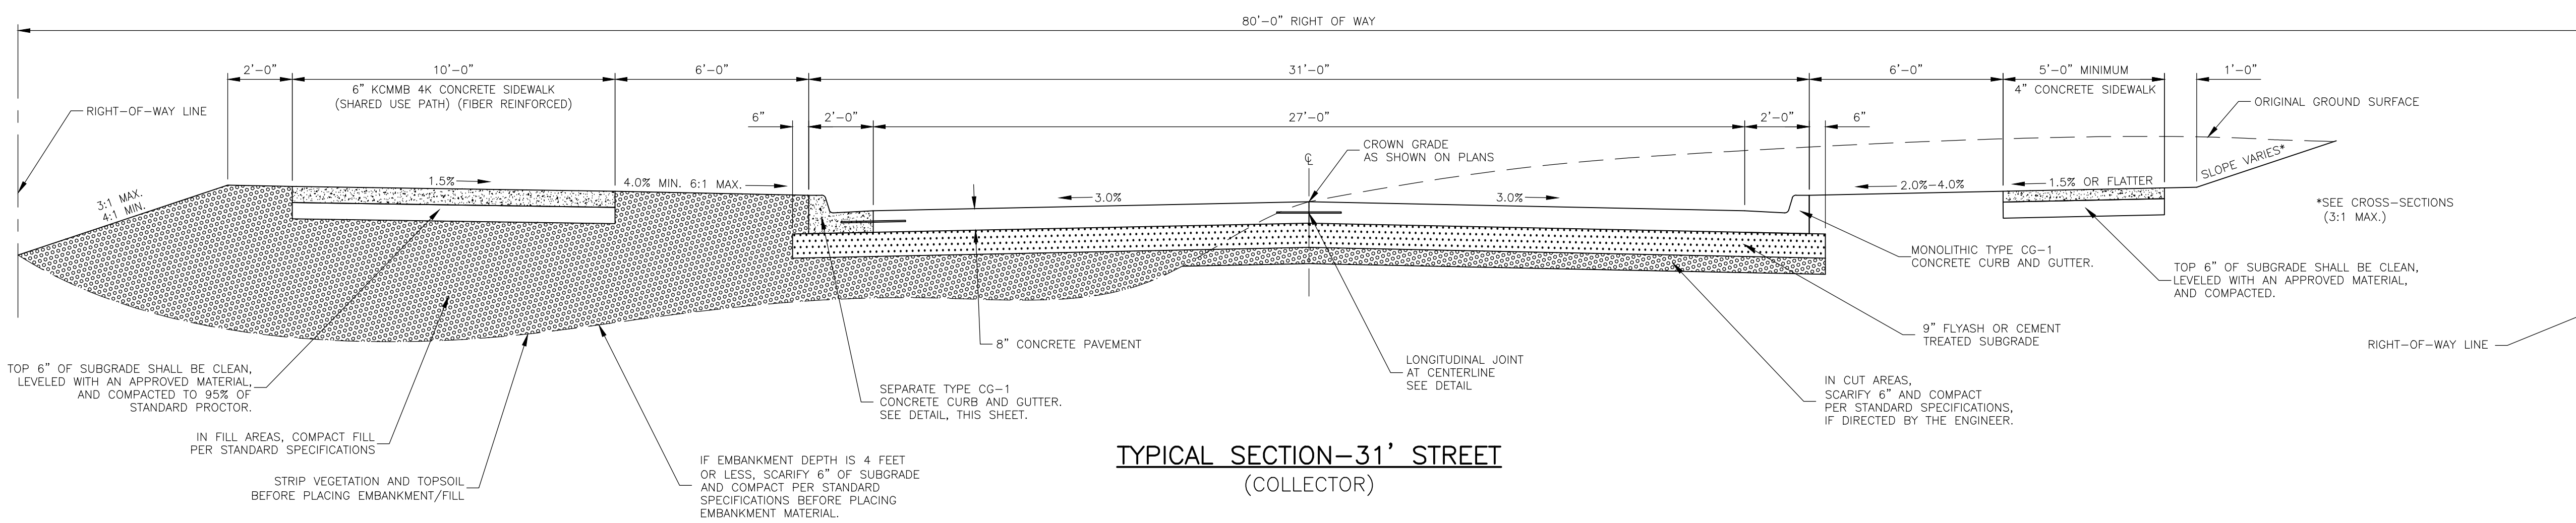 80'-0" RIGHT OF WAY
2'-0"
10'-0"
6'-0"
31'-0"
6'-0"
5'-0" MINIMUM
1'-0"
6" KCMMB 4K CONCRETE SIDEWALK
(SHARED USE PATH) (FIBER REINFORCED)
4" CONCRETE SIDEWALK
RIGHT-OF-WAY LINE
ORIGINAL GROUND SURFACE
6"
2'-0"
27'-0"
2'-0"
6"
CROWN GRADE
AS SHOWN ON PLANS
℄
SLOPE VARIES*
3:1 MAX.
4:1 MIN.
1.5%
4.0% MIN. 6:1 MAX.
3.0%
3.0%
2.0%-4.0%
1.5% OR FLATTER
*SEE CROSS-SECTIONS
(3:1 MAX.)
MONOLITHIC TYPE CG-1
CONCRETE CURB AND GUTTER.
TOP 6" OF SUBGRADE SHALL BE CLEAN,
LEVELED WITH AN APPROVED MATERIAL,
AND COMPACTED.
9" FLYASH OR CEMENT
TREATED SUBGRADE
RIGHT-OF-WAY LINE
8" CONCRETE PAVEMENT
LONGITUDINAL JOINT
AT CENTERLINE
SEE DETAIL
TOP 6" OF SUBGRADE SHALL BE CLEAN,
LEVELED WITH AN APPROVED MATERIAL,
AND COMPACTED TO 95% OF
STANDARD PROCTOR.
SEPARATE TYPE CG-1
CONCRETE CURB AND GUTTER.
SEE DETAIL, THIS SHEET.
IN CUT AREAS,
SCARIFY 6" AND COMPACT
PER STANDARD SPECIFICATIONS,
IF DIRECTED BY THE ENGINEER.
IN FILL AREAS, COMPACT FILL
PER STANDARD SPECIFICATIONS
STRIP VEGETATION AND TOPSOIL
BEFORE PLACING EMBANKMENT/FILL
IF EMBANKMENT DEPTH IS 4 FEET
OR LESS, SCARIFY 6" OF SUBGRADE
AND COMPACT PER STANDARD
SPECIFICATIONS BEFORE PLACING
EMBANKMENT MATERIAL.
TYPICAL SECTION-31' STREET
(COLLECTOR)